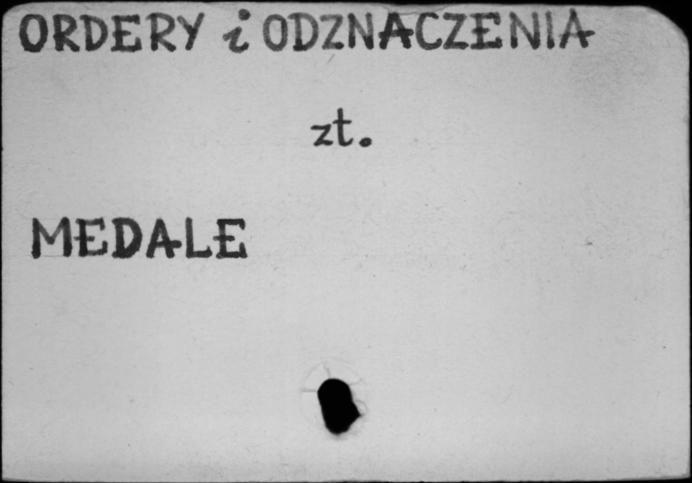 ORDERY i ODZNACZENIA
zt.
MEDALE